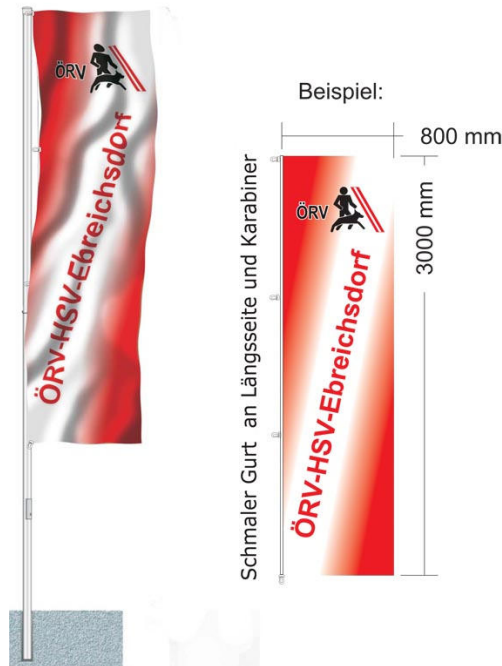 ÖRV
ÖRV-HSV-Ebreichsdorf
Beispiel:
800 mm
3000 mm
Schmaler Gurt an Längsseite und Karabiner
ÖRV
ÖRV-HSV-Ebreichsdorf